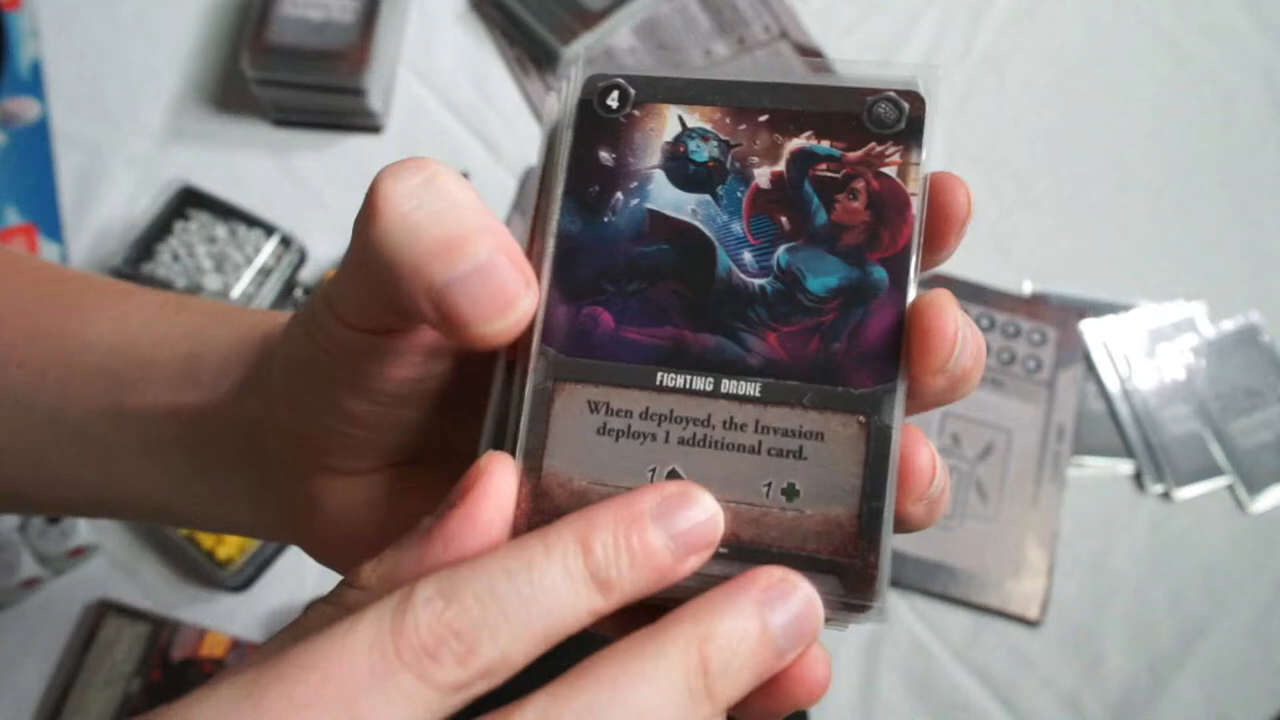 4
FIGHTING DRONE
When deployed, the Invasion
deploys 1 additional card.
1 1